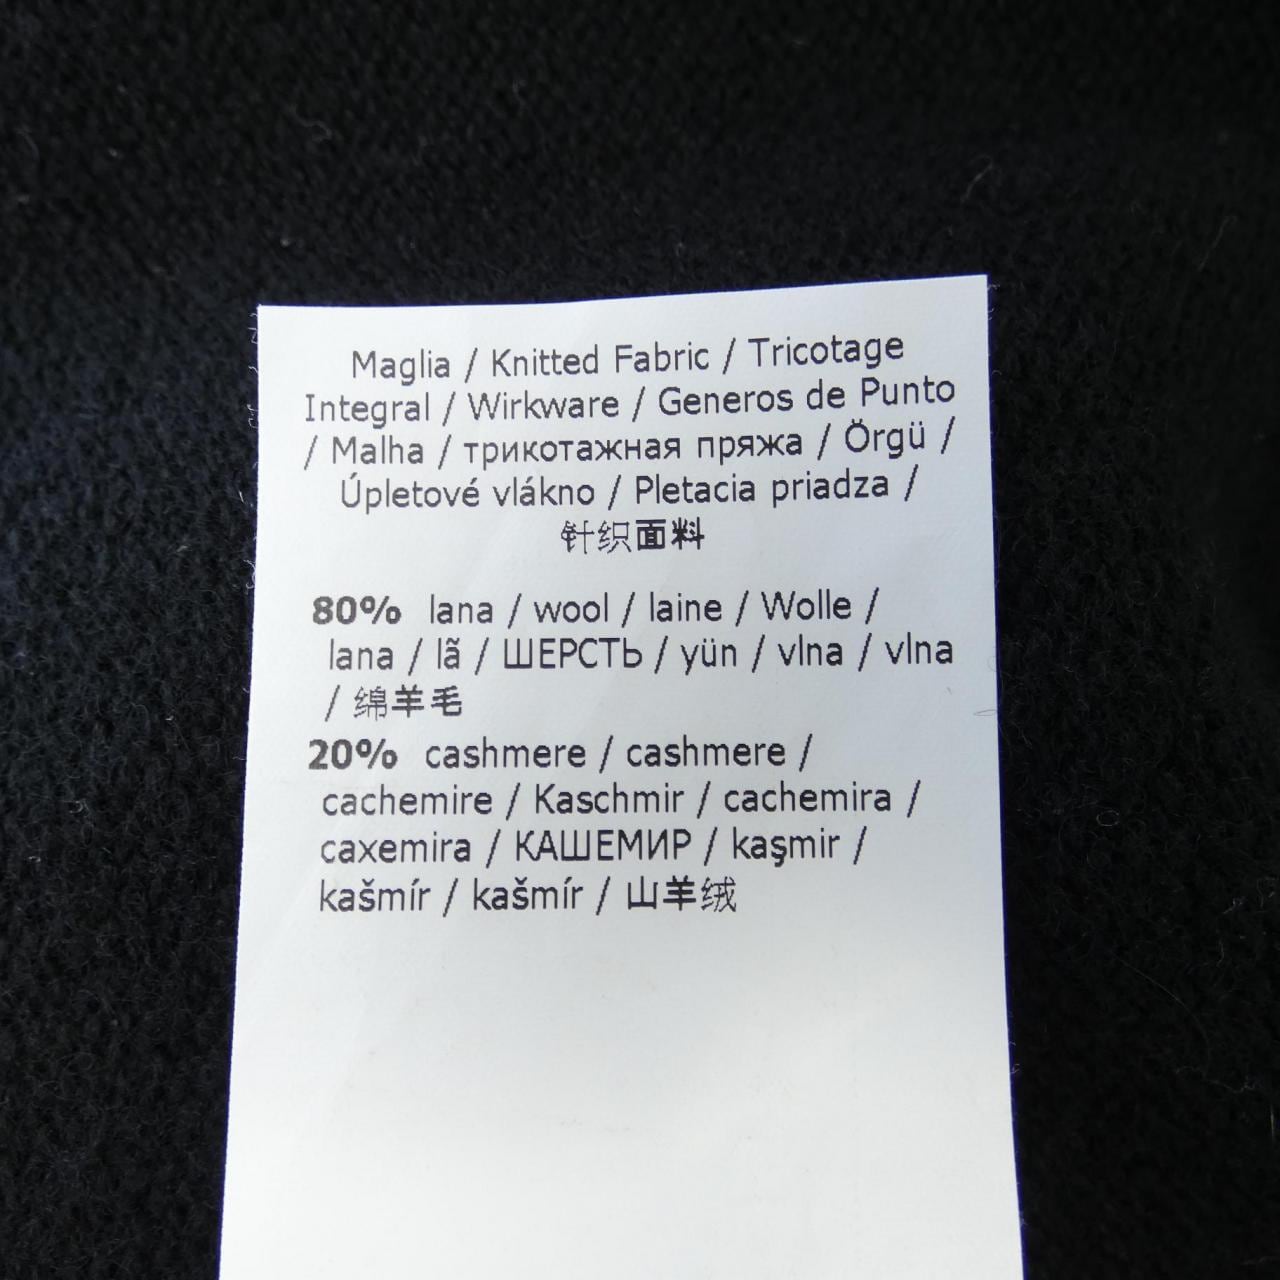 Maglia / Knitted Fabric / Tricotage
Integral / Wirkware / Generos de Punto
/ Malha / трикотажная пряжа / Örgü /
Úpletové vlákno / Pletacia priadza /
针织面料
80% lana / wool / laine / Wolle /
lana / lã / ШЕРСТЬ / yün / vlna / vlna
/ 绵羊毛
20% cashmere / cashmere /
cachemire / Kaschmir / cachemira /
caxemira / КАШЕМИР / kaşmir /
kašmír / kašmír / 山羊绒